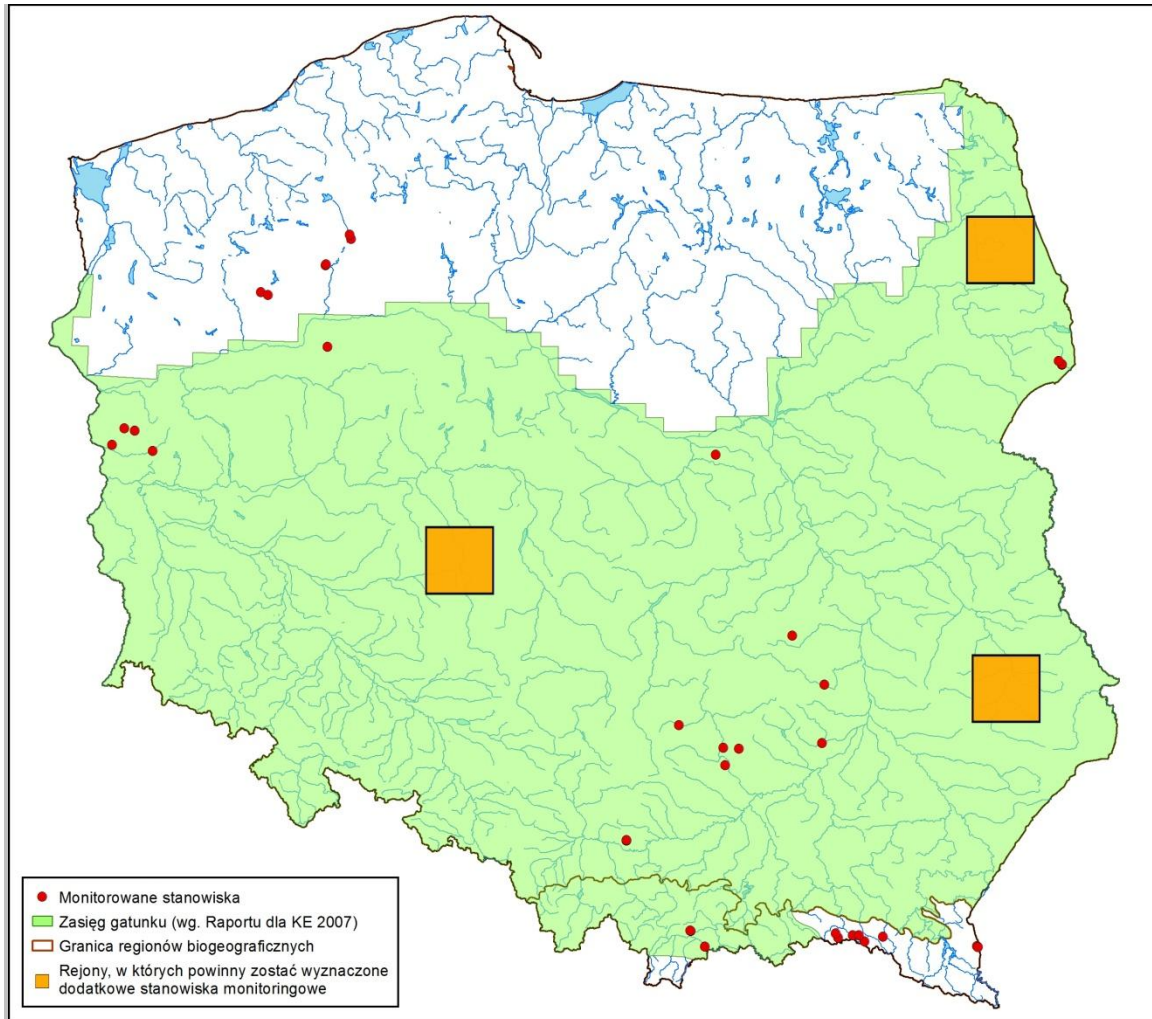 Monitorowane stanowiska
Zasięg gatunku (wg. Raportu dla KE 2007)
Granica regionów biogeograficznych
Rejony, w których powinny zostać wyznaczone
dodatkowe stanowiska monitoringowe